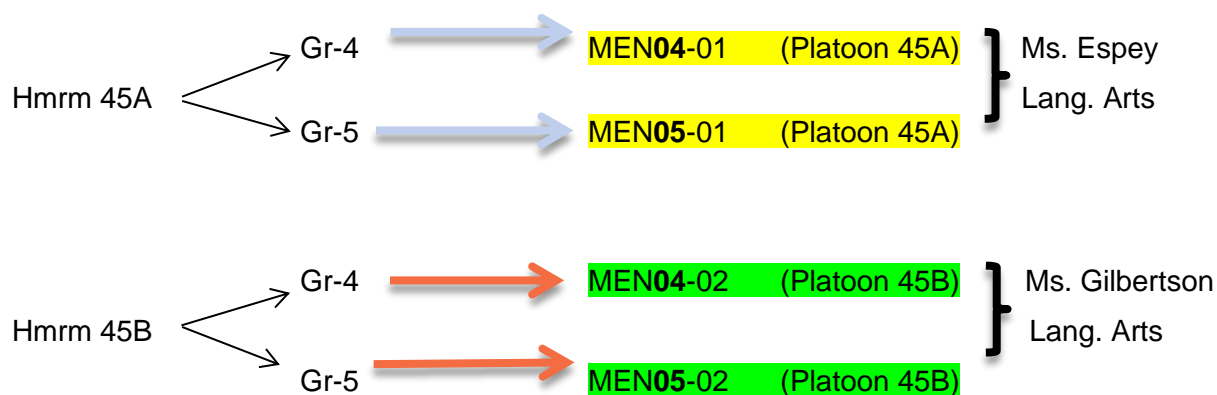 Gr-4 MEN04-01 (Platoon 45A) Ms. Espey
Hmrm 45A Lang. Arts
Gr-5 MEN05-01 (Platoon 45A)
Gr-4 MEN04-02 (Platoon 45B) Ms. Gilbertson
Hmrm 45B Lang. Arts
Gr-5 MEN05-02 (Platoon 45B)